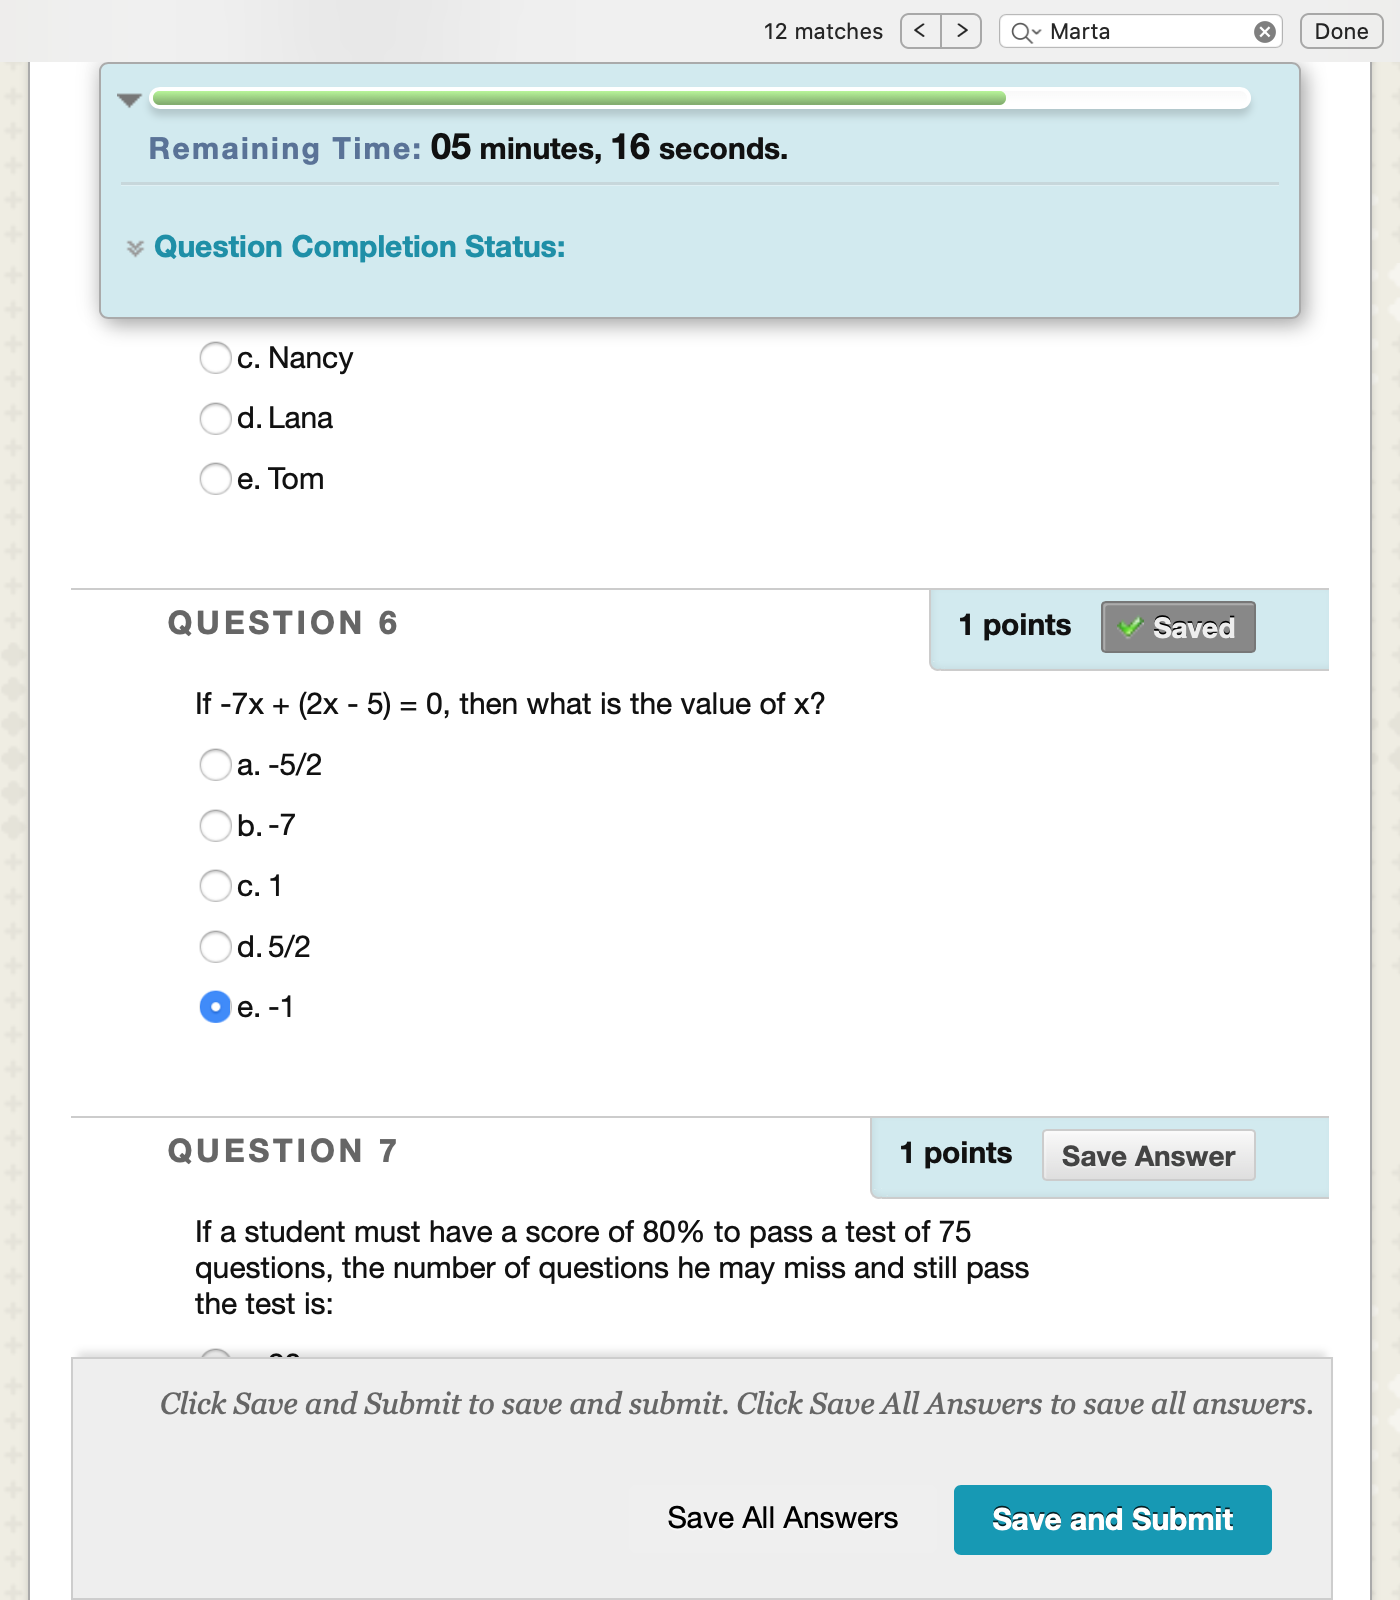 12 matches < > Marta Done
Remaining Time: 05 minutes, 16 seconds.
Question Completion Status:
c. Nancy
d. Lana
e. Tom
QUESTION 6
1 points Saved
If -7x + (2x - 5) = 0, then what is the value of x?
a. -5/2
b. -7
c. 1
d. 5/2
e. -1
QUESTION 7
1 points Save Answer
If a student must have a score of 80% to pass a test of 75
questions, the number of questions he may miss and still pass
the test is:
Click Save and Submit to save and submit. Click Save All Answers to save all answers.
Save All Answers Save and Submit